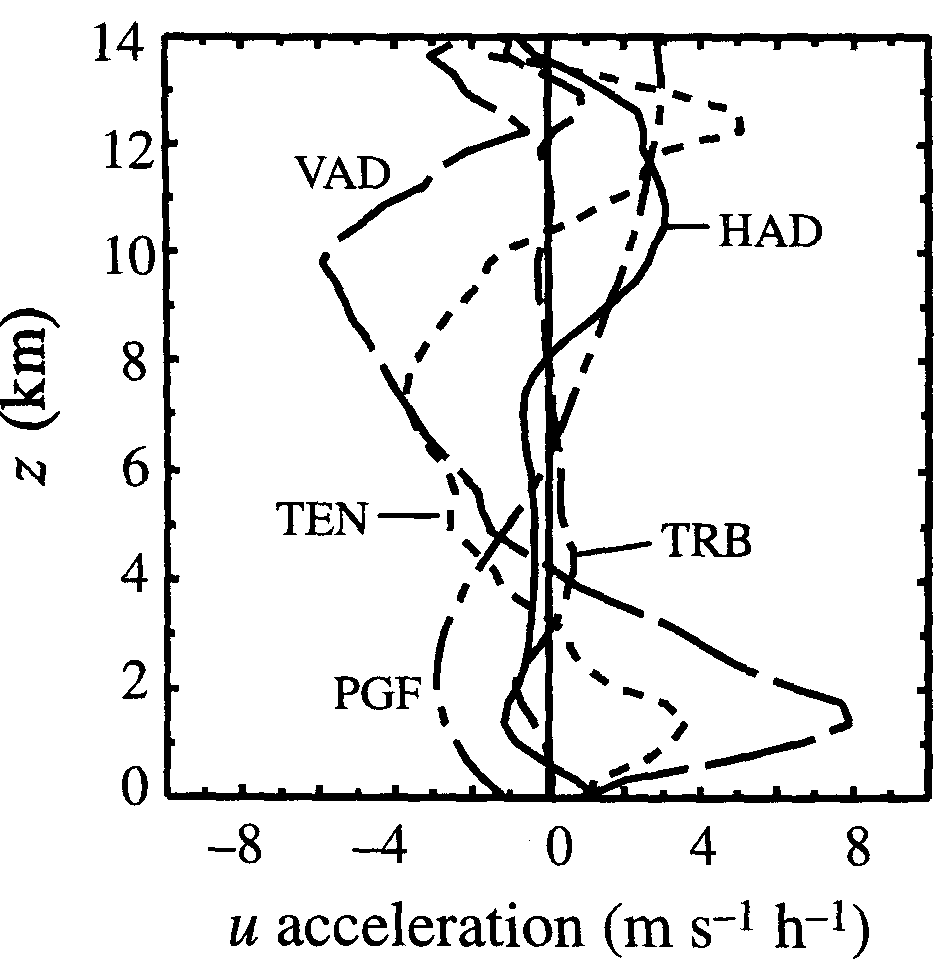 14
12
VAD
10
HAD
z (km)
8
6
TEN
TRB
4
2
PGF
0
–8 –4 0 4 8
u acceleration (m s⁻¹ h⁻¹)